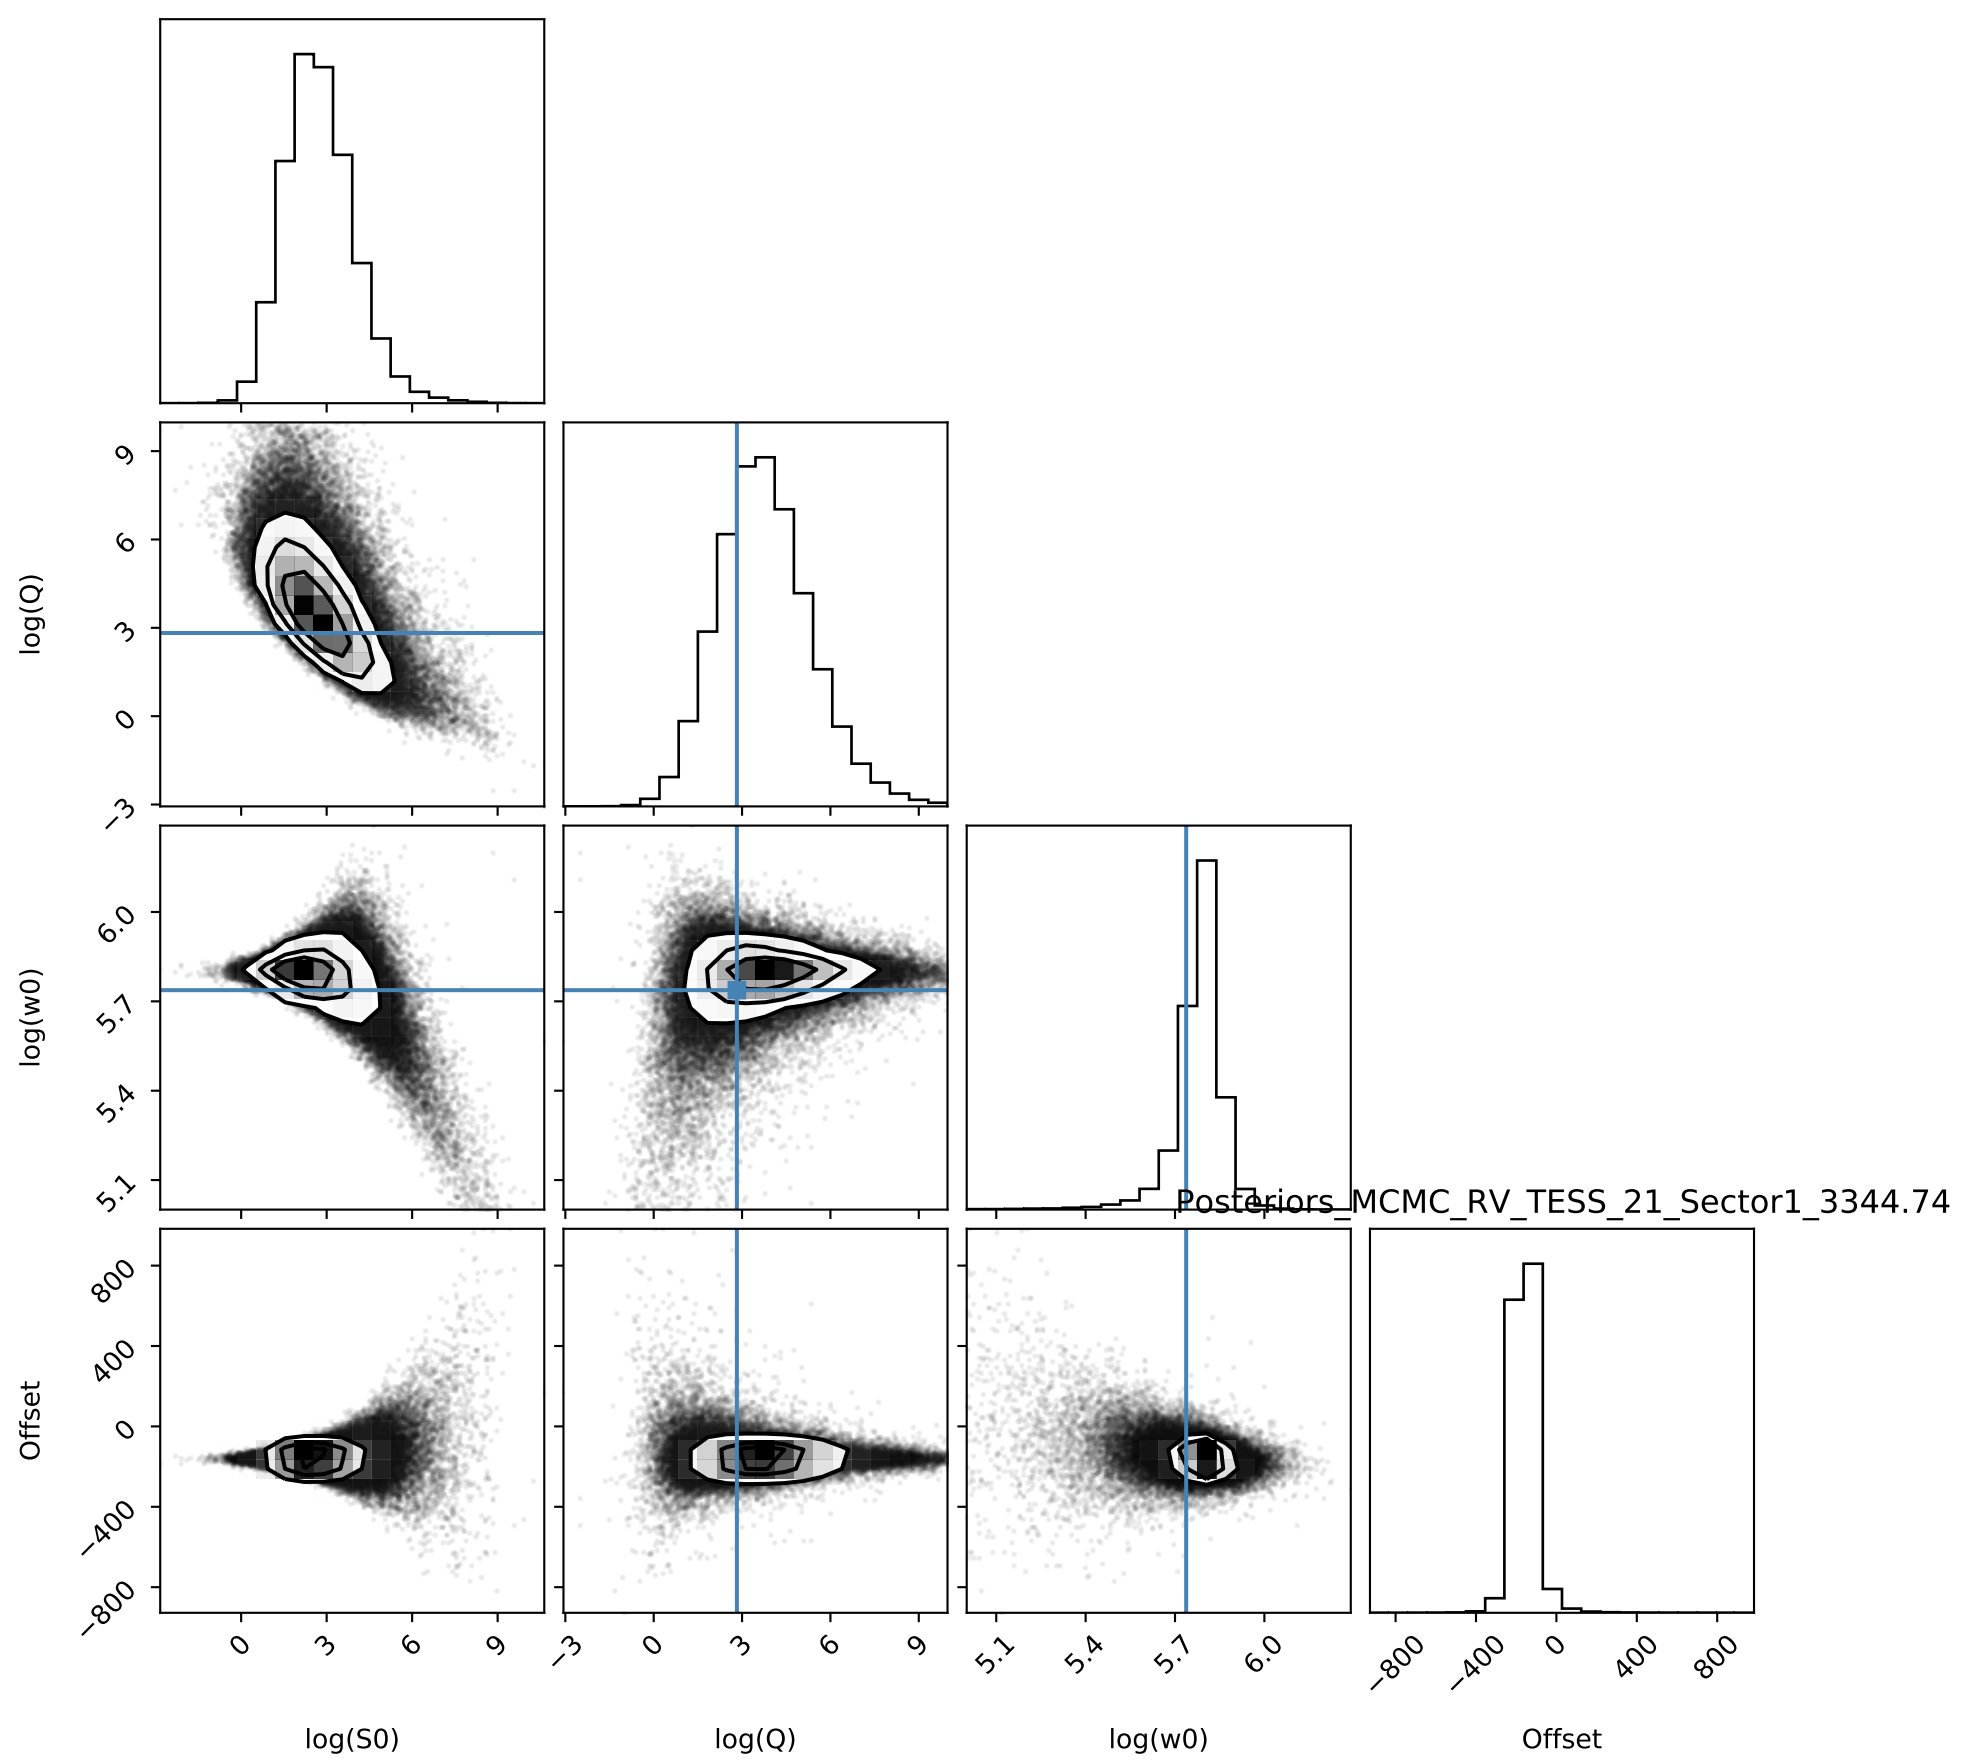 9
6
3
0
−3
log(Q)
6.0
5.7
5.4
5.1
log(w0)
Posteriors_MCMC_RV_TESS_21_Sector1_3344.74
800
400
0
−400
−800
Offset
0 3 6 9
−3 0 3 6 9
5.1 5.4 5.7 6.0
−800 −400 0 400 800
log(S0) log(Q) log(w0) Offset